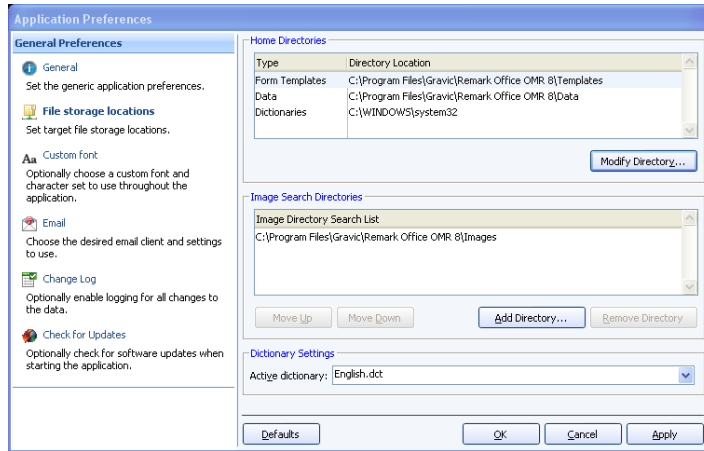 Application Preferences
General Preferences
General
Set the generic application preferences.
File storage locations
Set target file storage locations.
Aa Custom font
Optionally choose a custom font and
character set to use throughout the
application.
Email
Choose the desired email client and settings
to use.
Change Log
Optionally enable logging for all changes to
the data.
Check for Updates
Optionally check for software updates when
starting the application.
Home Directories
Type Directory Location
Form Templates C:\Program Files\Gravic\Remark Office OMR 8\Templates
Data C:\Program Files\Gravic\Remark Office OMR 8\Data
Dictionaries C:\WINDOWS\system32
Modify Directory...
Image Search Directories
Image Directory Search List
C:\Program Files\Gravic\Remark Office OMR 8\Images
Move Up Move Down Add Directory... Remove Directory
Dictionary Settings
Active dictionary: English.dct
Defaults OK Cancel Apply